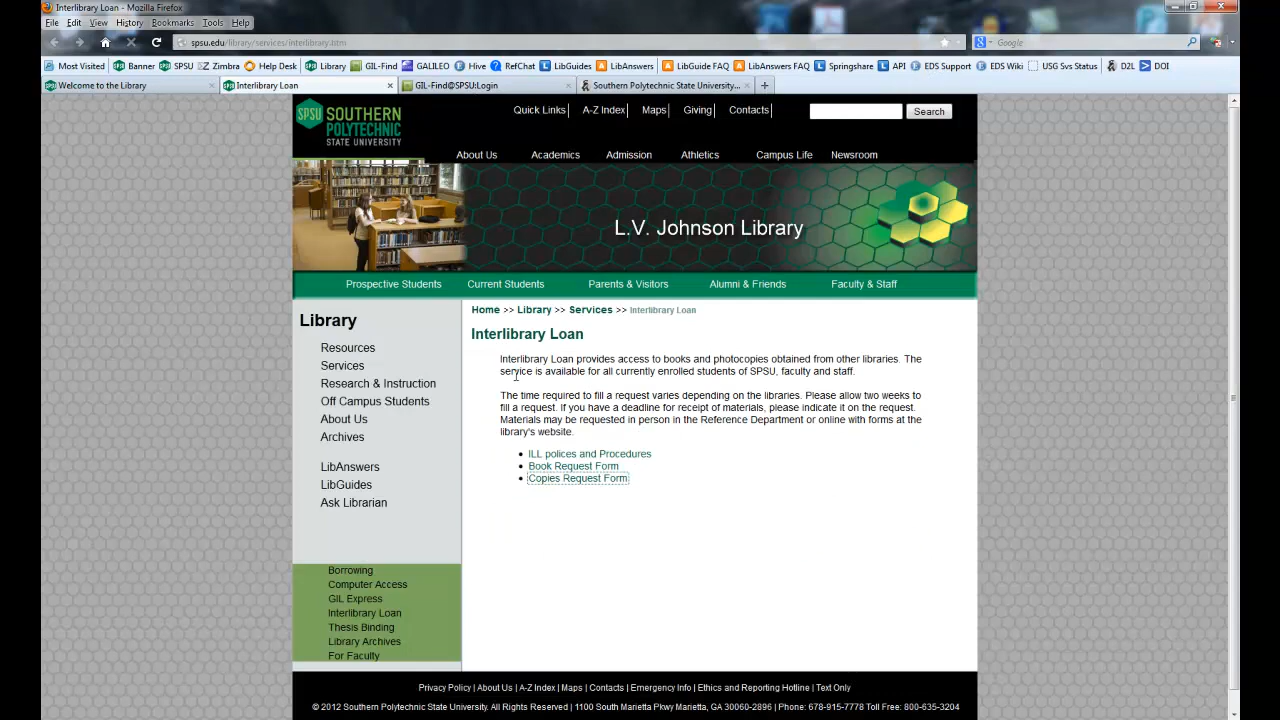 Interlibrary Loan - Mozilla Firefox
File Edit View History Bookmarks Tools Help
spsu.edu/library/services/interlibrary.htm
Google
Most Visited Banner SPSU Zimbra Help Desk Library GIL-Find GALILEO Hive RefChat LibGuides LibAnswers LibGuide FAQ LibAnswers FAQ Springshare API EDS Support EDS Wiki USG Svs Status D2L DOI
Welcome to the Library × Interlibrary Loan × GIL-Find@SPSU:Login × Southern Polytechnic State University... × +
SPSU SOUTHERN
POLYTECHNIC
STATE UNIVERSITY
Quick Links| A-Z Index| Maps| Giving| Contacts|
Search
About Us Academics Admission Athletics Campus Life Newsroom
L.V. Johnson Library
Prospective Students Current Students Parents & Visitors Alumni & Friends Faculty & Staff
Library
Resources
Services
Research & Instruction
Off Campus Students
About Us
Archives
LibAnswers
LibGuides
Ask Librarian
Borrowing
Computer Access
GIL Express
Interlibrary Loan
Thesis Binding
Library Archives
For Faculty
Home >> Library >> Services >> Interlibrary Loan
Interlibrary Loan
Interlibrary Loan provides access to books and photocopies obtained from other libraries. The
service is available for all currently enrolled students of SPSU, faculty and staff.
The time required to fill a request varies depending on the libraries. Please allow two weeks to
fill a request. If you have a deadline for receipt of materials, please indicate it on the request.
Materials may be requested in person in the Reference Department or online with forms at the
library's website.
• ILL polices and Procedures
• Book Request Form
• Copies Request Form
Privacy Policy | About Us | A-Z Index | Maps | Contacts | Emergency Info | Ethics and Reporting Hotline | Text Only
© 2012 Southern Polytechnic State University. All Rights Reserved | 1100 South Marietta Pkwy Marietta, GA 30060-2896 | Phone: 678-915-7778 Toll Free: 800-635-3204